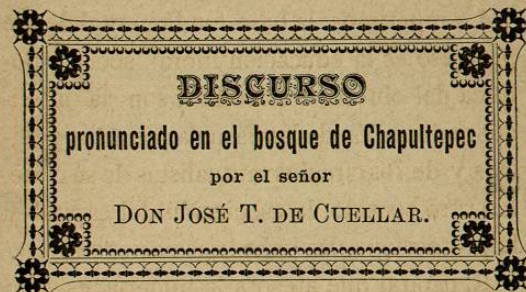 DISCURSO
pronunciado en el bosque de Chapultepec
por el señor
DON JOSÉ T. DE CUELLAR.